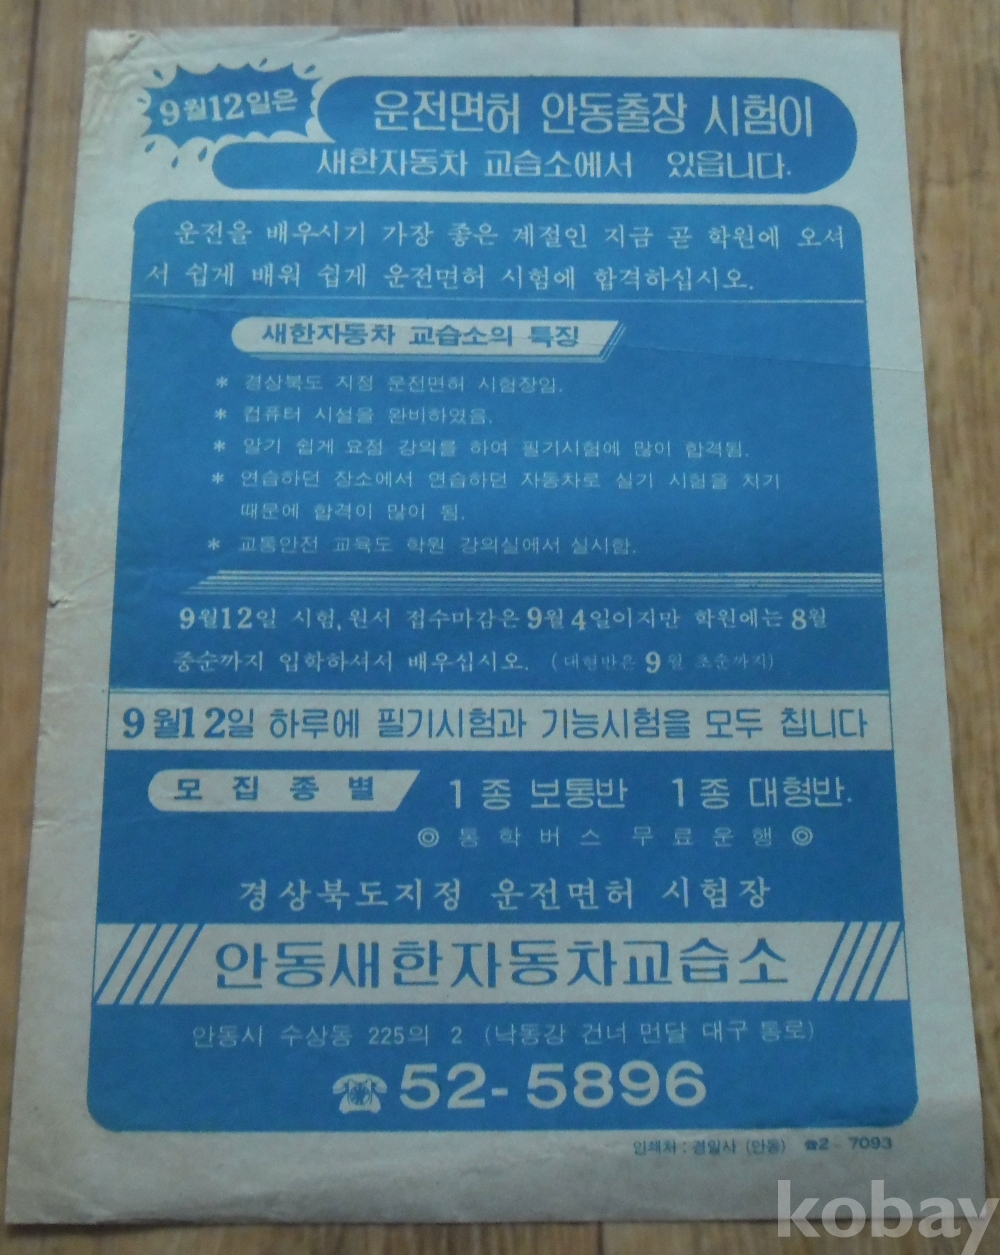 9월12일은
운전면허 안동출장 시험이
새한자동차 교습소에서 있읍니다.
운전을 배우시기 가장 좋은 계절인 지금 곧 학원에 오셔
서 쉽게 배워 쉽게 운전면허 시험에 합격하십시오.
새한자동차 교습소의 특징
* 경상북도 지정 운전면허 시험장임.
* 컴퓨터 시설을 완비하였음.
* 알기 쉽게 요점 강의를 하여 필기시험에 많이 합격됨.
* 연습하던 장소에서 연습하던 자동차로 실기 시험을 치기
때문에 합격이 많이 됨.
* 교통안전 교육도 학원 강의실에서 실시함.
9월12일 시험, 원서 접수마감은 9월 4일이지만 학원에는 8월
중순까지 입학하셔서 배우십시오. (대형반은 9월 초순까지)
9월12일 하루에 필기시험과 기능시험을 모두 칩니다
모집종별 1종 보통반 1종 대형반.
◎ 통학버스 무료운행 ◎
경상북도지정 운전면허 시험장
안동새한자동차교습소
안동시 수상동 225의 2 (낙동강 건너 먼달 대구 통로)
☎ 52-5896
인쇄처 : 경일사 (안동) ☎2-7093
kobay